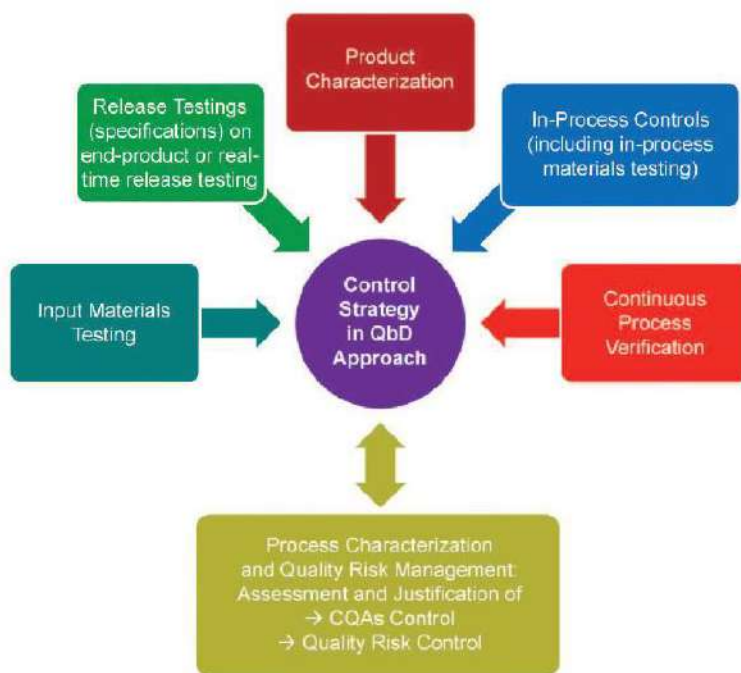 Product
Characterization
Release Testings
(specifications) on
end-product or real-
time release testing
In-Process Controls
(including in-process
materials testing)
Input Materials
Testing
Control
Strategy
in QbD
Approach
Continuous
Process
Verification
Process Characterization
and Quality Risk Management:
Assessment and Justification of
→ CQAs Control
→ Quality Risk Control